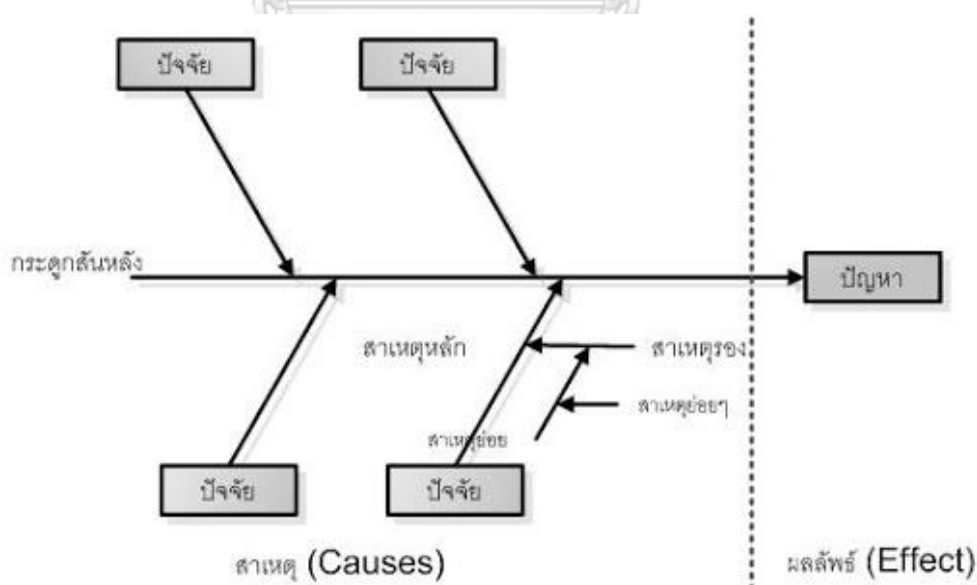 ปัจจัย ปัจจัย
กระดูกสันหลัง
ปัญหา
สาเหตุหลัก สาเหตุรอง
สาเหตุย่อยๆ
สาเหตุย่อย
ปัจจัย ปัจจัย
สาเหตุ (Causes) ผลลัพธ์ (Effect)